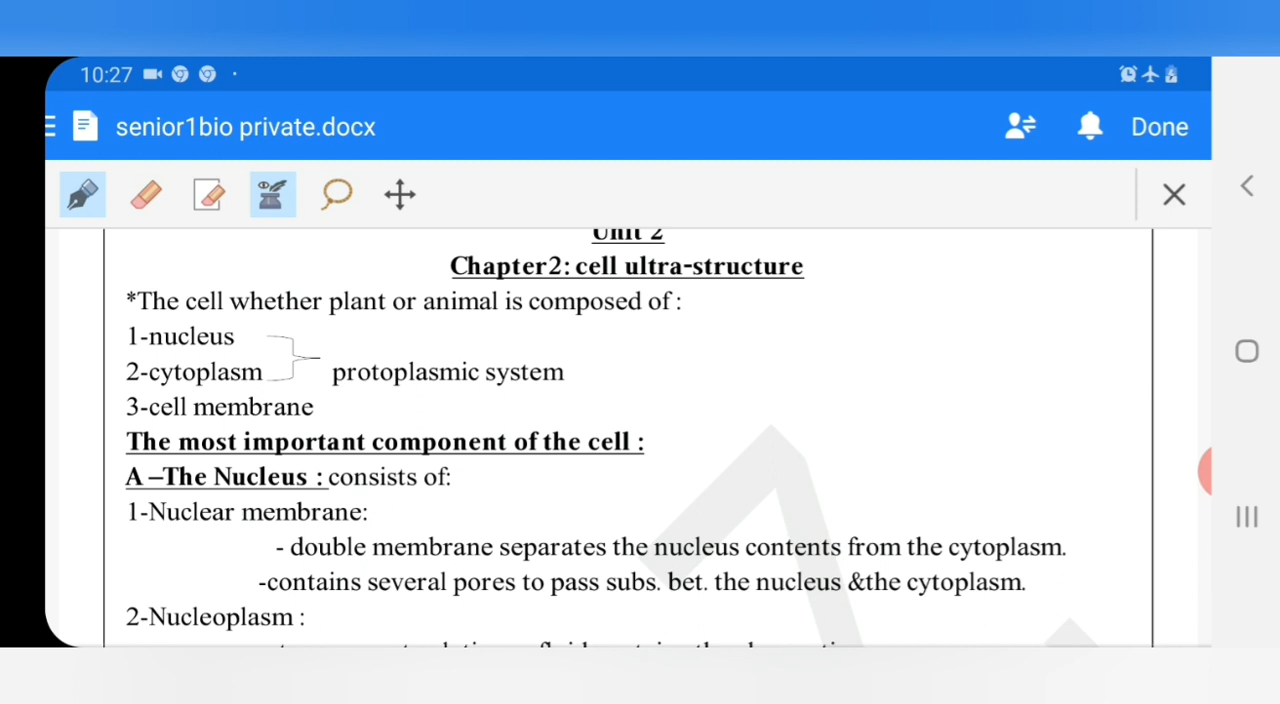 10:27
senior1bio private.docx
Done
Unit 2
Chapter2: cell ultra-structure
*The cell whether plant or animal is composed of :
1-nucleus
2-cytoplasm protoplasmic system
3-cell membrane
The most important component of the cell :
A –The Nucleus : consists of:
1-Nuclear membrane:
- double membrane separates the nucleus contents from the cytoplasm.
-contains several pores to pass subs. bet. the nucleus &the cytoplasm.
2-Nucleoplasm :